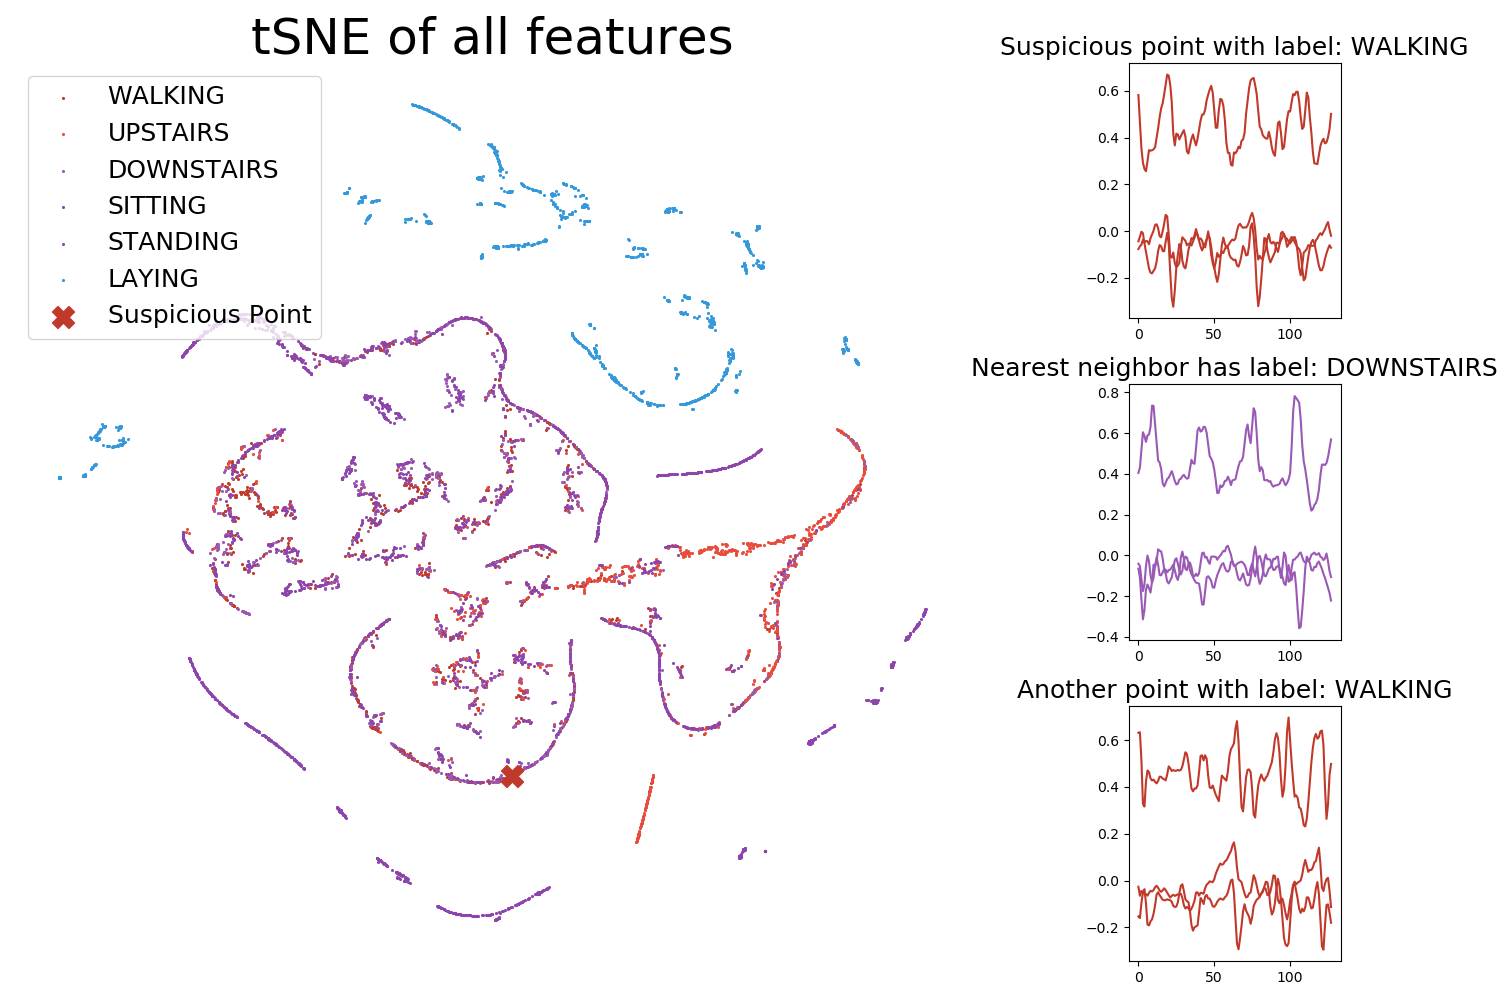 tSNE of all features
WALKING
UPSTAIRS
DOWNSTAIRS
SITTING
STANDING
LAYING
Suspicious Point
Suspicious point with label: WALKING
0.6
0.4
0.2
0.0
−0.2
0 50 100
Nearest neighbor has label: DOWNSTAIRS
0.8
0.6
0.4
0.2
0.0
−0.2
−0.4
0 50 100
Another point with label: WALKING
0.6
0.4
0.2
0.0
−0.2
0 50 100